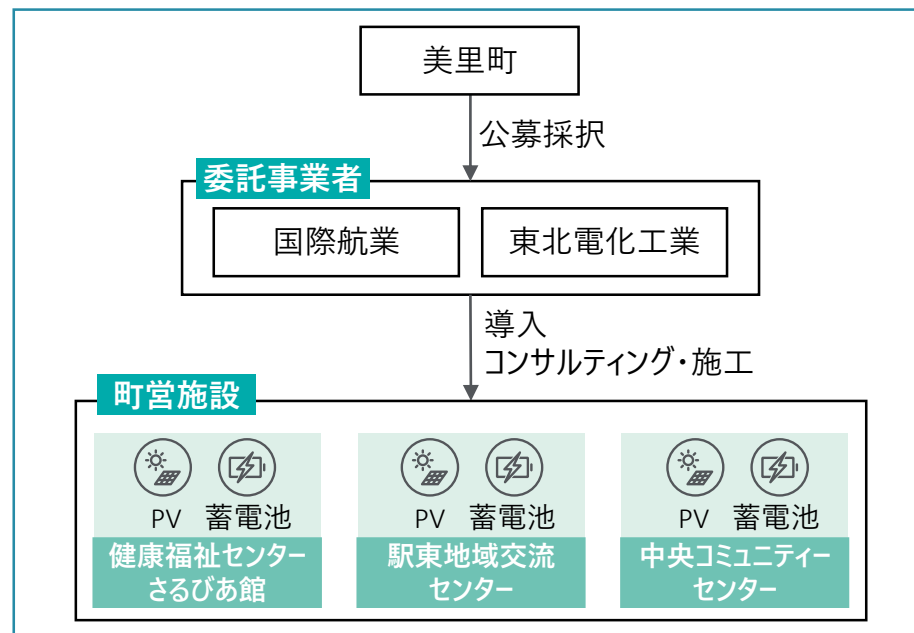 美里町
公募採択
委託事業者
国際航業
東北電化工業
導入
コンサルティング・施工
町営施設
PV 蓄電池
健康福祉センター
さるびあ館
PV 蓄電池
駅東地域交流
センター
PV 蓄電池
中央コミュニティー
センター